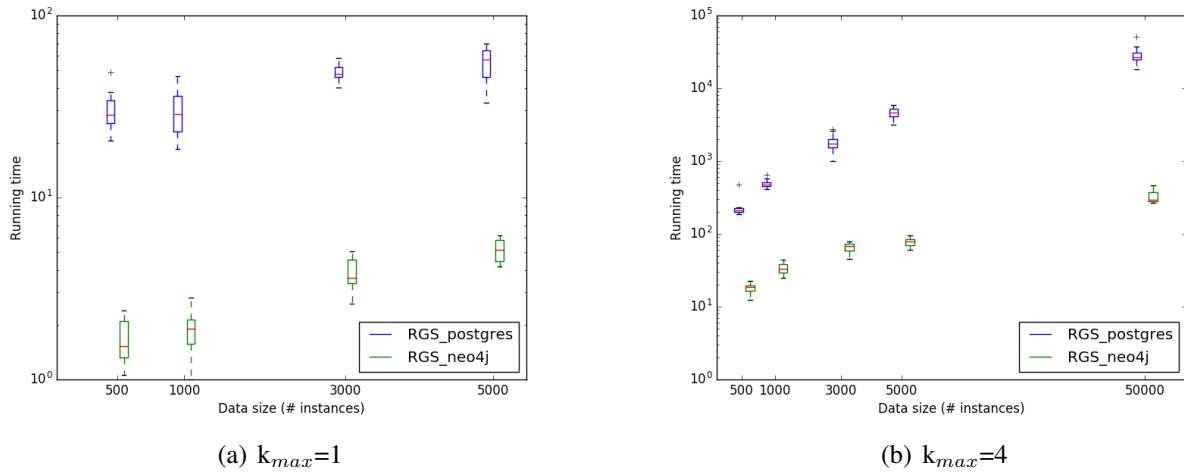 10^2
10^1
10^0
Running time
500 1000 3000 5000
Data size (# instances)
RGS_postgres
RGS_neo4j
(a) k_max=1
10^5
10^4
10^3
10^2
10^1
10^0
Running time
500 1000 3000 5000 50000
Data size (# instances)
RGS_postgres
RGS_neo4j
(b) k_max=4